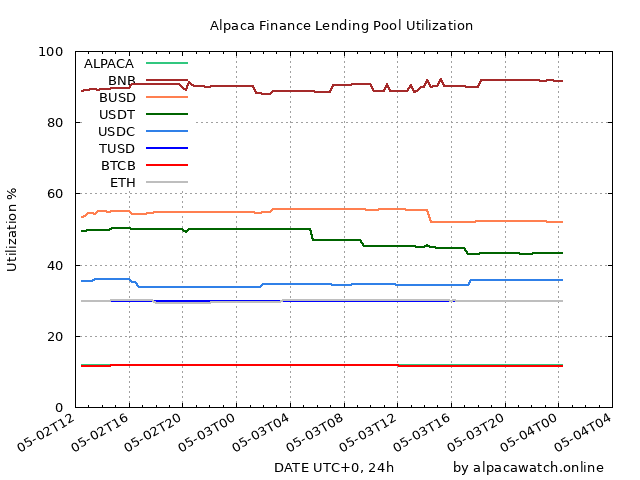 Alpaca Finance Lending Pool Utilization
100
80
60
40
20
0
Utilization %
ALPACA
BNB
BUSD
USDT
USDC
TUSD
BTCB
ETH
05-02T12
05-02T16
05-02T20
05-03T00
05-03T04
05-03T08
05-03T12
05-03T16
05-03T20
05-04T00
05-04T04
DATE UTC+0, 24h
by alpacawatch.online